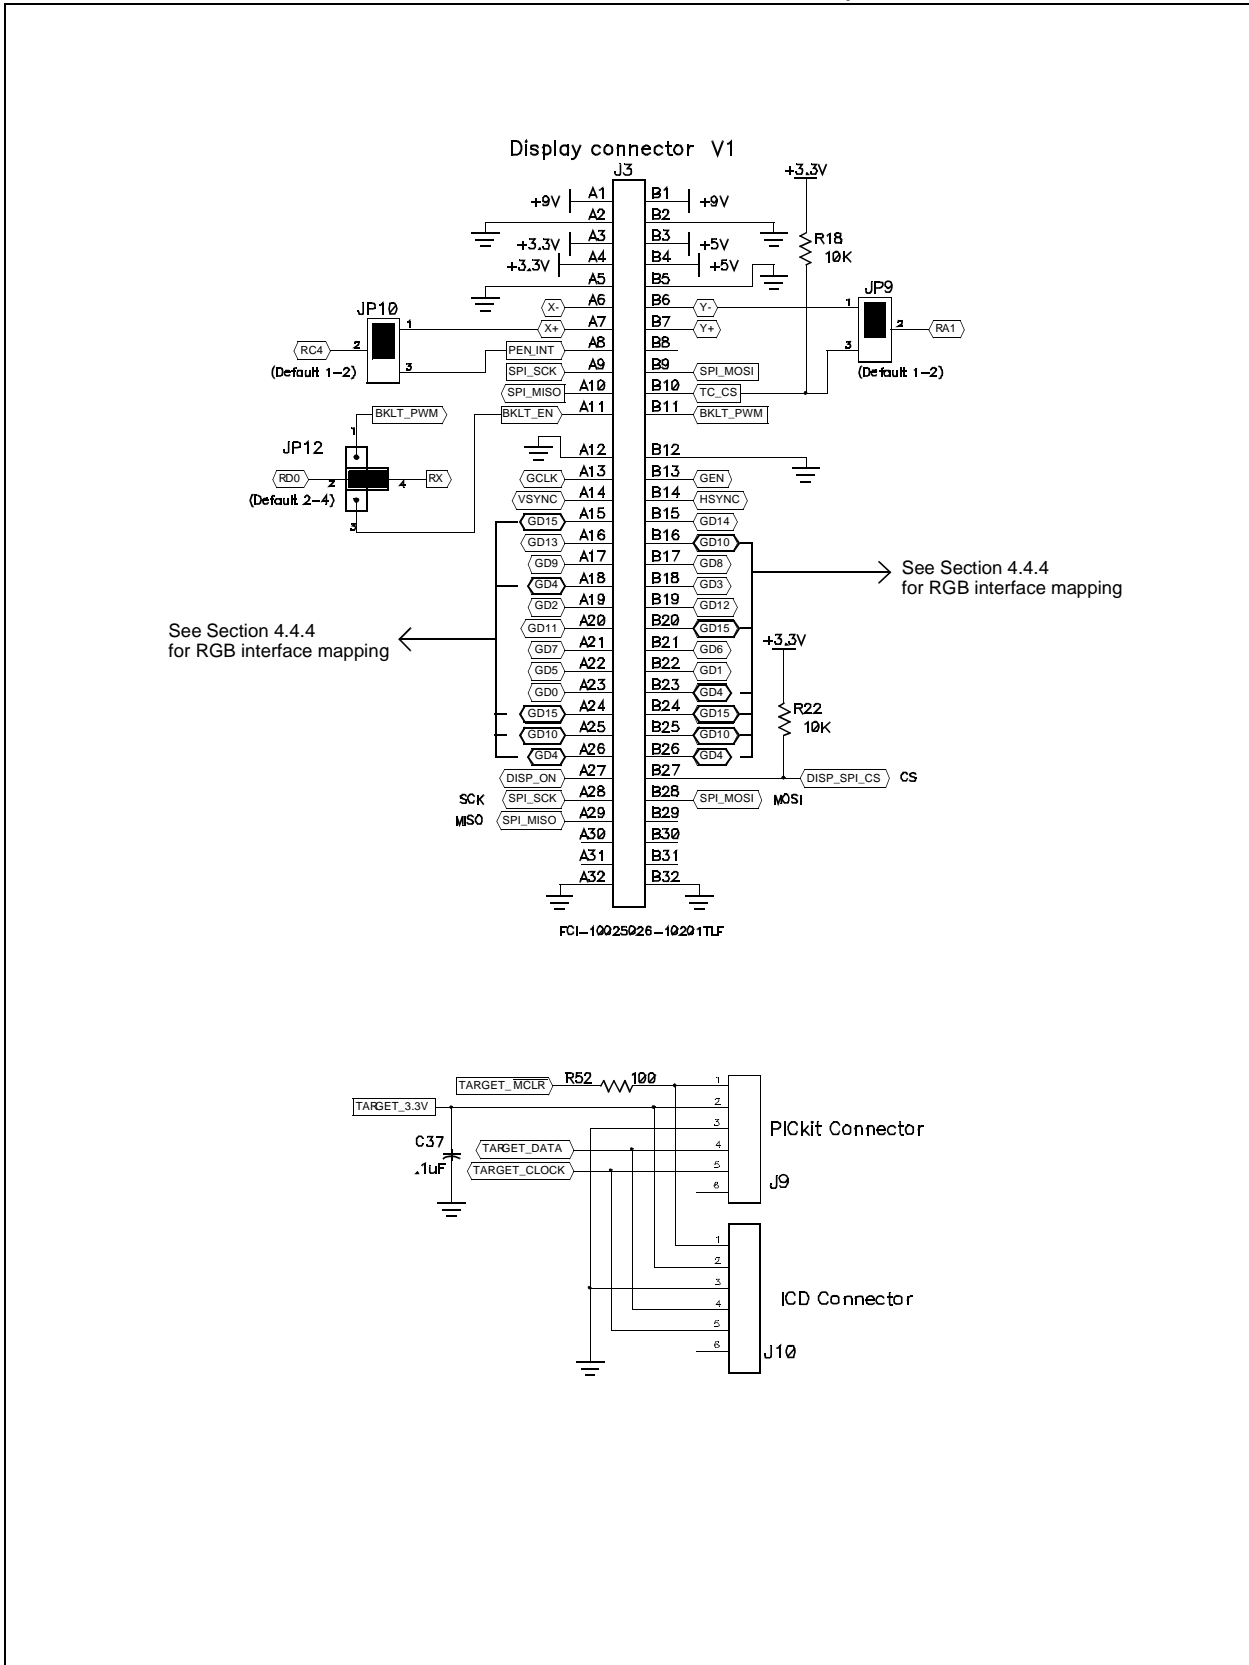 Display connector V1
J3
+3.3V
+9V A1 B1 +9V
A2 B2
+3.3V A3 B3 +5V
R18
10K
+3.3V A4 B4 +5V
A5 B5
JP10 JP9
X- A6 B6 Y- 1
1 X+ A7 B7 Y+ 2 RA1
RC4 2 PEN_INT A8 B8 3
(Default 1-2) 3 SPI_SCK A9 B9 SPI_MOSI (Default 1-2)
SPI_MISO A10 B10 TC_CS
BKLT_PWM BKLT_EN A11 B11 BKLT_PWM
1
JP12 A12 B12
RD0 2 4 RX GCLK A13 B13 GEN
(Default 2-4) VSYNC A14 B14 HSYNC
3 GD15 A15 B15 GD14
GD13 A16 B16 GD10
GD9 A17 B17 GD8
See Section 4.4.4
for RGB interface mapping
GD4 A18 B18 GD3
GD2 A19 B19 GD12
GD11 A20 B20 GD15
See Section 4.4.4
for RGB interface mapping
+3.3V
GD7 A21 B21 GD6
GD5 A22 B22 GD1
GD0 A23 B23 GD4
GD15 A24 B24 GD15
R22
10K
GD10 A25 B25 GD10
GD4 A26 B26 GD4
DISP_ON A27 B27 DISP_SPI_CS CS
SCK SPI_SCK A28 B28 SPI_MOSI MOSI
MISO SPI_MISO A29 B29
A30 B30
A31 B31
A32 B32
FCI-10025026-10201TLF
TARGET_MCLR R52 100 1
TARGET_3.3V 2
3 PICkit Connector
C37
.1uF
TARGET_DATA 4
TARGET_CLOCK 5
6 J9
1
2
3
ICD Connector
4
5
6 J10